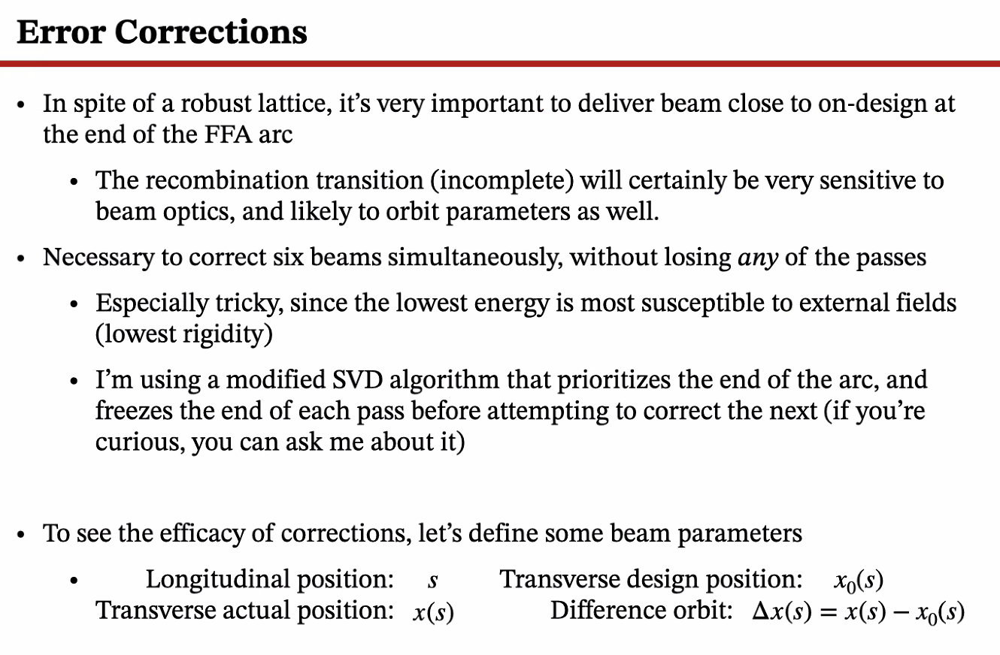 Error Corrections
• In spite of a robust lattice, it’s very important to deliver beam close to on-design at
the end of the FFA arc
• The recombination transition (incomplete) will certainly be very sensitive to
beam optics, and likely to orbit parameters as well.
• Necessary to correct six beams simultaneously, without losing any of the passes
• Especially tricky, since the lowest energy is most susceptible to external fields
(lowest rigidity)
• I’m using a modified SVD algorithm that prioritizes the end of the arc, and
freezes the end of each pass before attempting to correct the next (if you’re
curious, you can ask me about it)
• To see the efficacy of corrections, let’s define some beam parameters
• Longitudinal position: s Transverse design position: x₀(s)
Transverse actual position: x(s) Difference orbit: Δx(s) = x(s) − x₀(s)